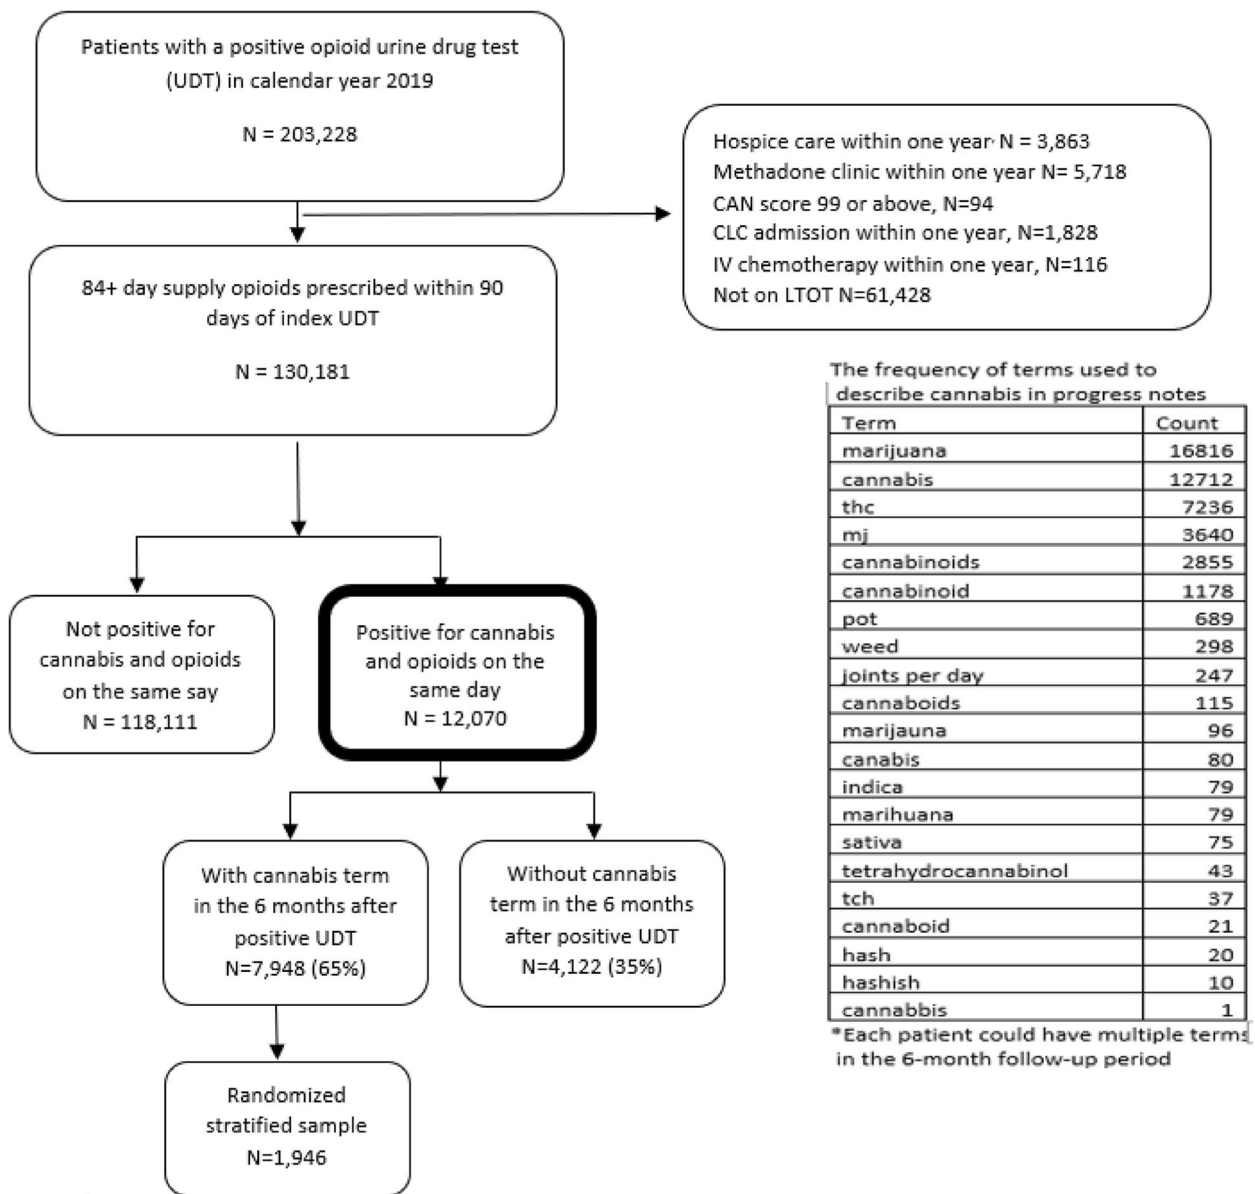 Patients with a positive opioid urine drug test
(UDT) in calendar year 2019
N = 203,228
Hospice care within one year· N = 3,863
Methadone clinic within one year N= 5,718
CAN score 99 or above, N=94
CLC admission within one year, N=1,828
IV chemotherapy within one year, N=116
Not on LTOT N=61,428
84+ day supply opioids prescribed within 90
days of index UDT
N = 130,181
Not positive for
cannabis and opioids
on the same say
N = 118,111
Positive for cannabis
and opioids on the
same day
N = 12,070
With cannabis term
in the 6 months after
positive UDT
N=7,948 (65%)
Without cannabis
term in the 6 months
after positive UDT
N=4,122 (35%)
Randomized
stratified sample
N=1,946
The frequency of terms used to
describe cannabis in progress notes
Term Count
marijuana 16816
cannabis 12712
thc 7236
mj 3640
cannabinoids 2855
cannabinoid 1178
pot 689
weed 298
joints per day 247
cannaboids 115
marijauna 96
canabis 80
indica 79
marihuana 79
sativa 75
tetrahydrocannabinol 43
tch 37
cannaboid 21
hash 20
hashish 10
cannabbis 1
*Each patient could have multiple terms
in the 6-month follow-up period